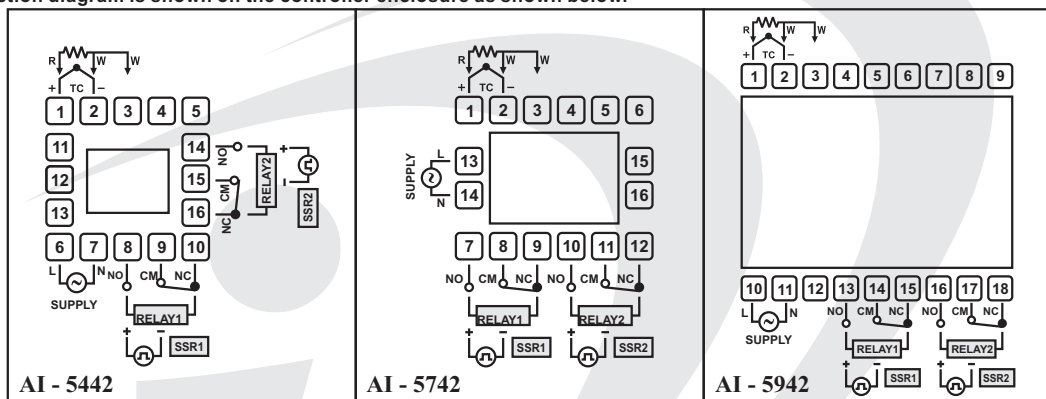 ction diagram is shown on the controller enclosure as shown below:
R W W
+ TC −
1 2 3 4 5
11 14
12 15
13 16
NO
CM
NC
RELAY2
+
−
SSR2
6 7 8 9 10
L N NO CM NC
SUPPLY
RELAY1
+ −
SSR1
AI - 5442
R W W
+ TC −
1 2 3 4 5 6
SUPPLY
L
N
13 15
14 16
7 8 9 10 11 12
NO CM NC NO CM NC
RELAY1 RELAY2
+ − + −
SSR1 SSR2
AI - 5742
R W W
+ TC −
1 2 3 4 5 6 7 8 9
10 11 12 13 14 15 16 17 18
L N NO CM NC NO CM NC
SUPPLY
RELAY1 RELAY2
+ − + −
SSR1 SSR2
AI - 5942